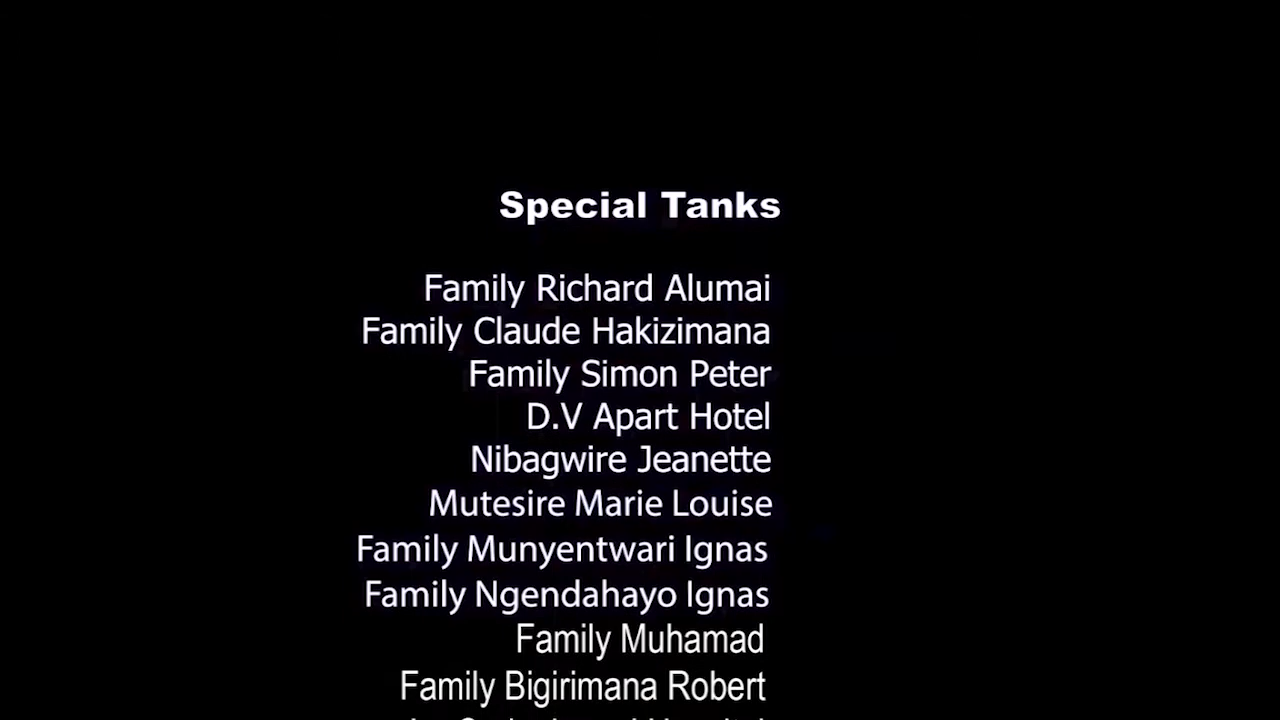 Special Tanks
Family Richard Alumai
Family Claude Hakizimana
Family Simon Peter
D.V Apart Hotel
Nibagwire Jeanette
Mutesire Marie Louise
Family Munyentwari Ignas
Family Ngendahayo Ignas
Family Muhamad
Family Bigirimana Robert